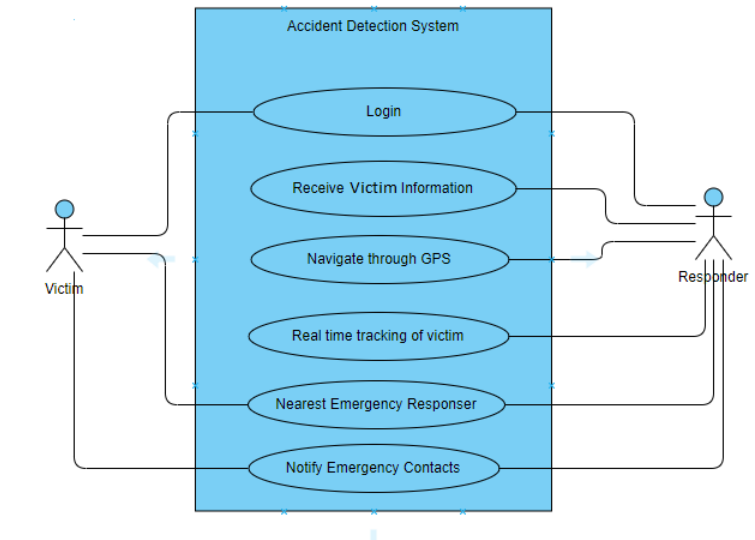 Accident Detection System
Login
Receive Victim Information
Navigate through GPS
Victim
Responder
Real time tracking of victim
Nearest Emergency Responser
Notify Emergency Contacts